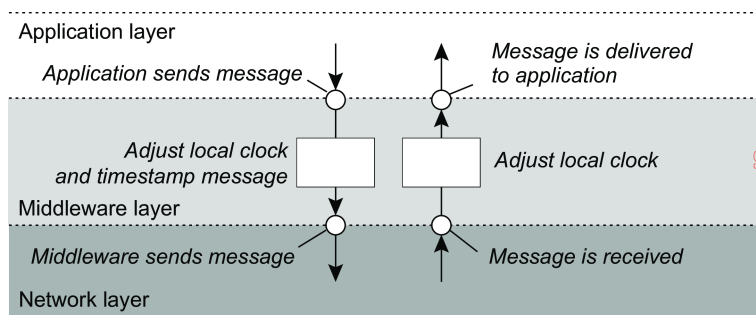 Application layer
Application sends message
Message is delivered
to application
Adjust local clock
and timestamp message
Adjust local clock
Middleware layer
Middleware sends message
Message is received
Network layer